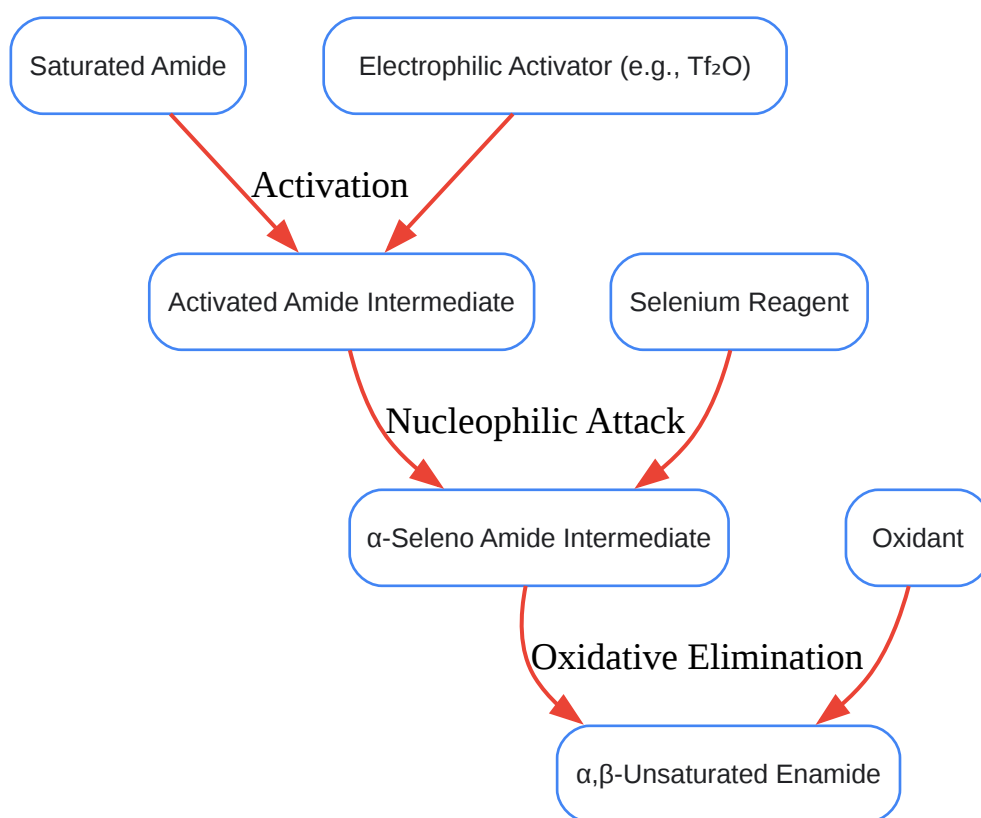 Saturated Amide
Electrophilic Activator (e.g., Tf₂O)
Activation
Activated Amide Intermediate
Selenium Reagent
Nucleophilic Attack
α-Seleno Amide Intermediate
Oxidant
Oxidative Elimination
α,β-Unsaturated Enamide